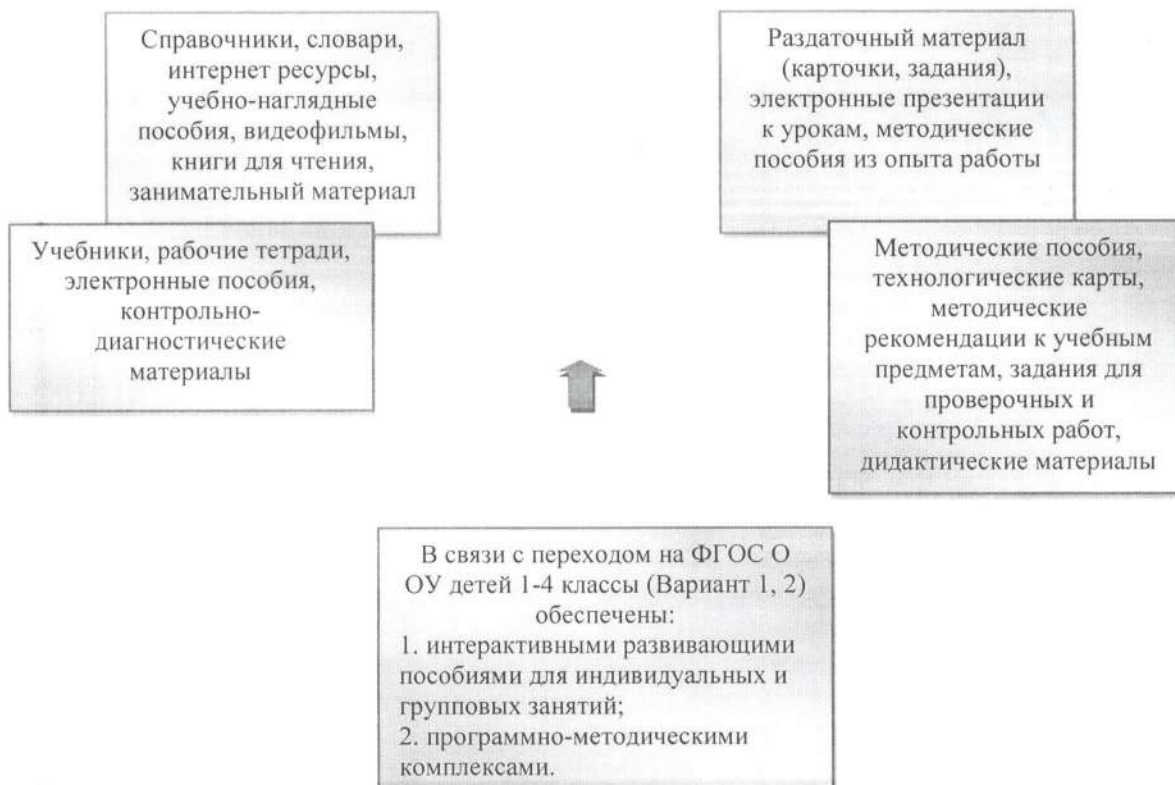 Справочники, словари,
интернет ресурсы,
учебно-наглядные
пособия, видеофильмы,
книги для чтения,
занимательный материал
Учебники, рабочие тетради,
электронные пособия,
контрольно-
диагностические
материалы
Раздаточный материал
(карточки, задания),
электронные презентации
к урокам, методические
пособия из опыта работы
Методические пособия,
технологические карты,
методические
рекомендации к учебным
предметам, задания для
проверочных и
контрольных работ,
дидактические материалы
В связи с переходом на ФГОС О
ОУ детей 1-4 классы (Вариант 1, 2)
обеспечены:
1. интерактивными развивающими
пособиями для индивидуальных и
групповых занятий;
2. программно-методическими
комплексами.